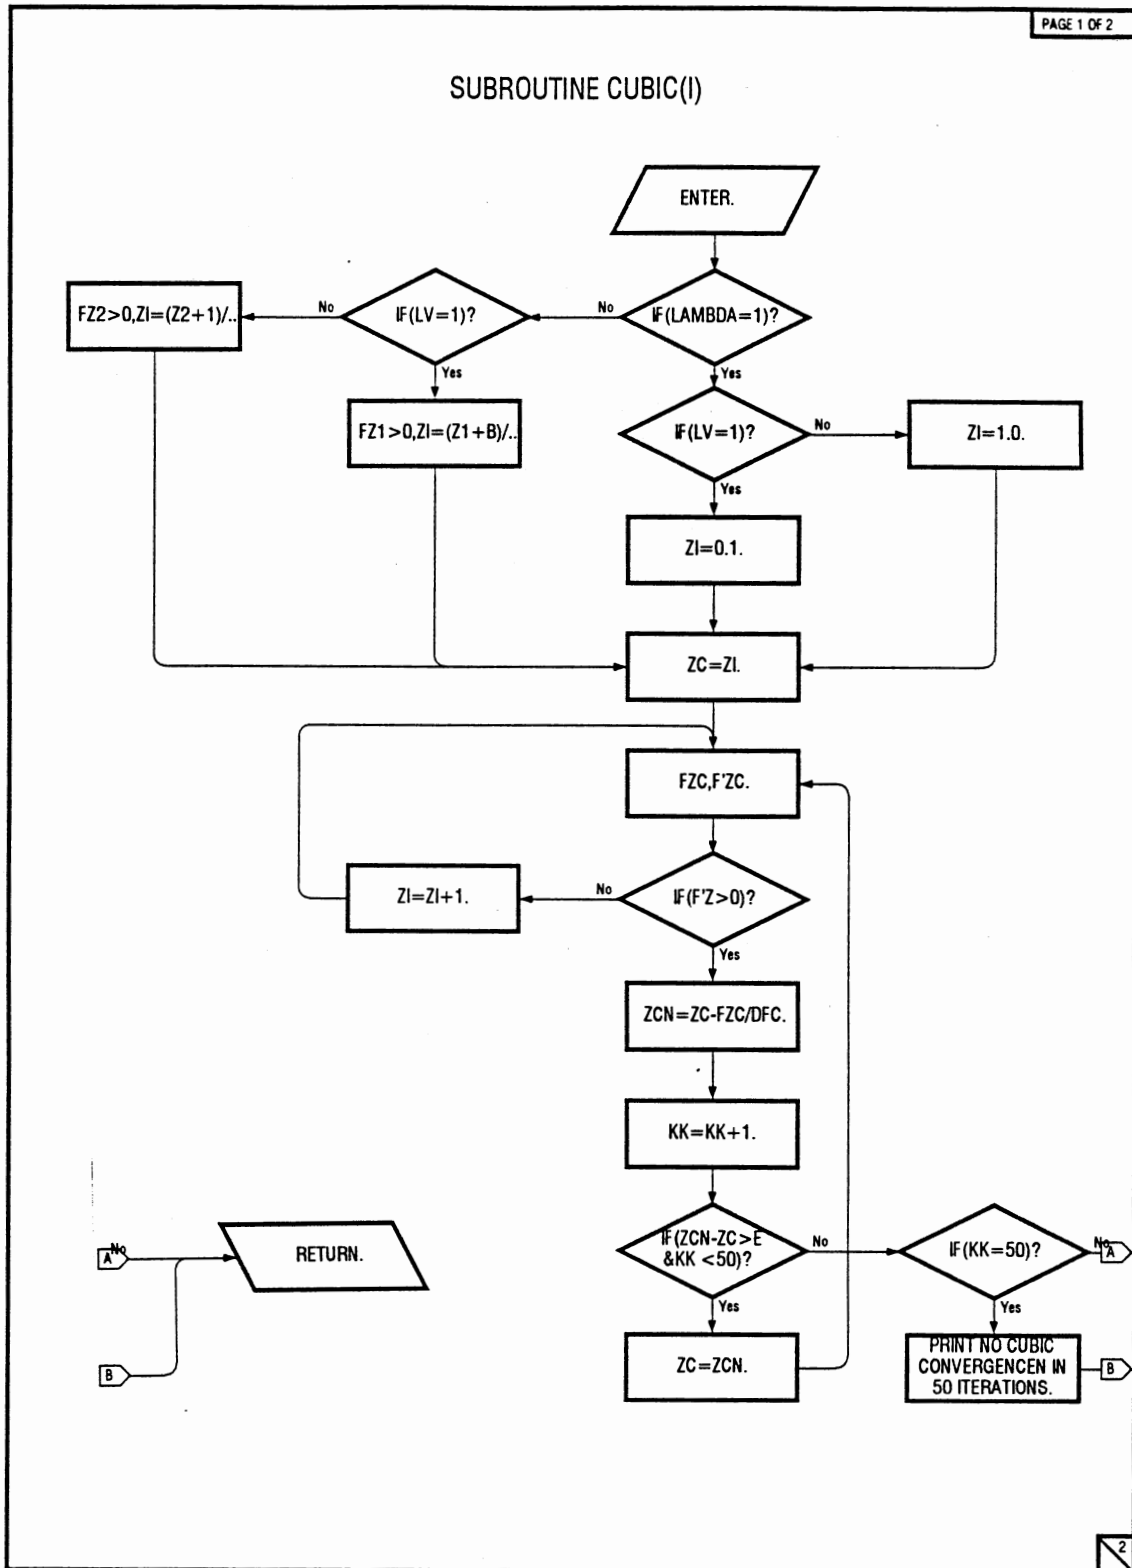 PAGE 1 OF 2
SUBROUTINE CUBIC(I)
ENTER.
IF(LAMBDA=1)?
No
Yes
IF(LV=1)?
No
Yes
FZ2>0,ZI=(Z2+1)/..
FZ1>0,ZI=(Z1+B)/..
IF(LV=1)?
No
Yes
ZI=1.0.
ZI=0.1.
ZC=ZI.
FZC,F'ZC.
IF(F'Z>0)?
No
Yes
ZI=ZI+1.
ZCN=ZC-FZC/DFC.
KK=KK+1.
IF(ZCN-ZC>E
&KK <50)?
No
Yes
IF(KK=50)?
No
A
Yes
ZC=ZCN.
PRINT NO CUBIC
CONVERGENCEN IN
50 ITERATIONS.
B
A
No
RETURN.
B
2